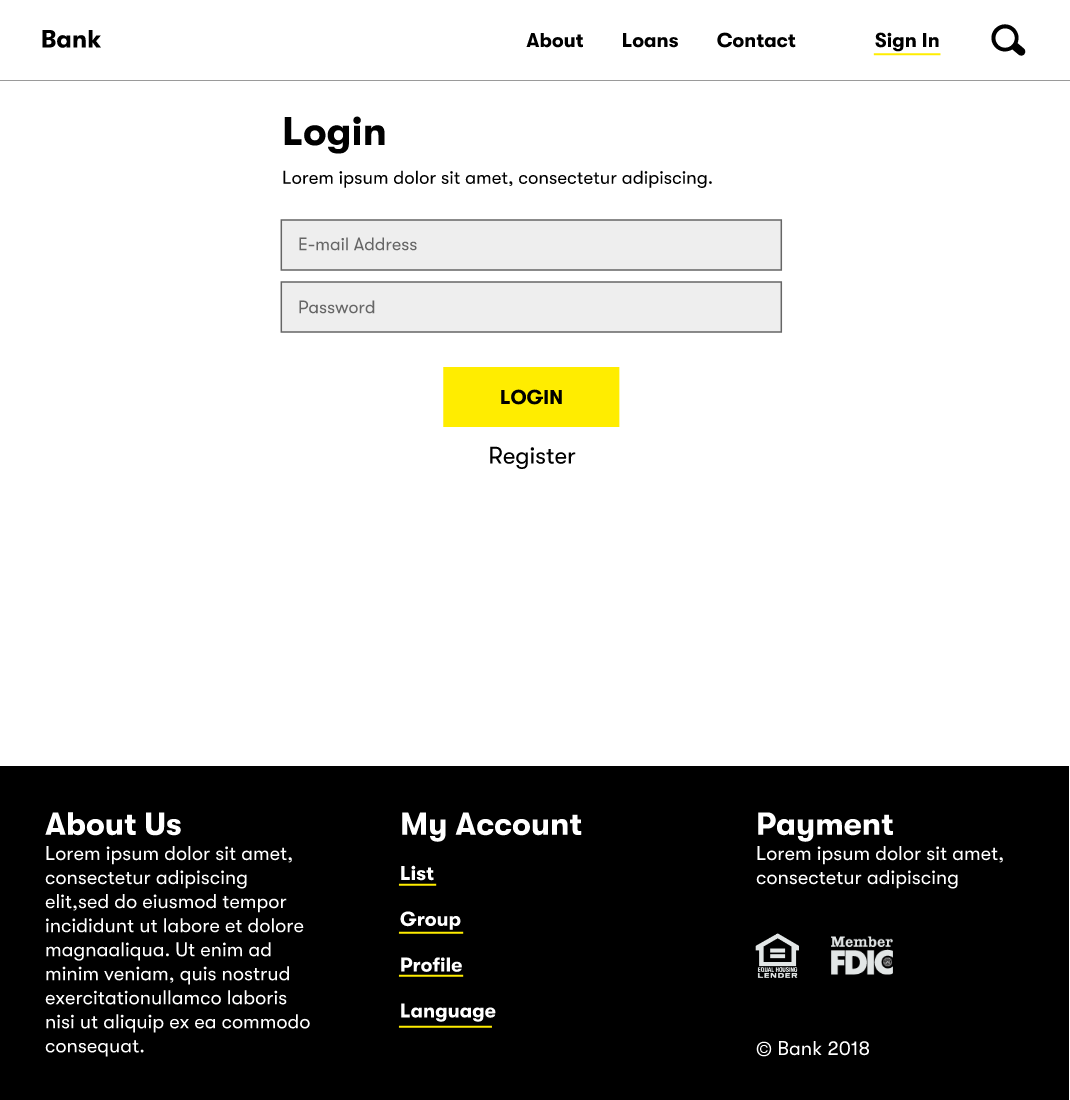 Bank
About
Loans
Contact
Sign In
Login
Lorem ipsum dolor sit amet, consectetur adipiscing.
E-mail Address
Password
LOGIN
Register
About Us
Lorem ipsum dolor sit amet,
consectetur adipiscing
elit,sed do eiusmod tempor
incididunt ut labore et dolore
magnaaliqua. Ut enim ad
minim veniam, quis nostrud
exercitationullamco laboris
nisi ut aliquip ex ea commodo
consequat.
My Account
List
Group
Profile
Language
Payment
Lorem ipsum dolor sit amet,
consectetur adipiscing
EQUAL HOUSING
LENDER
Member
FDIC
© Bank 2018